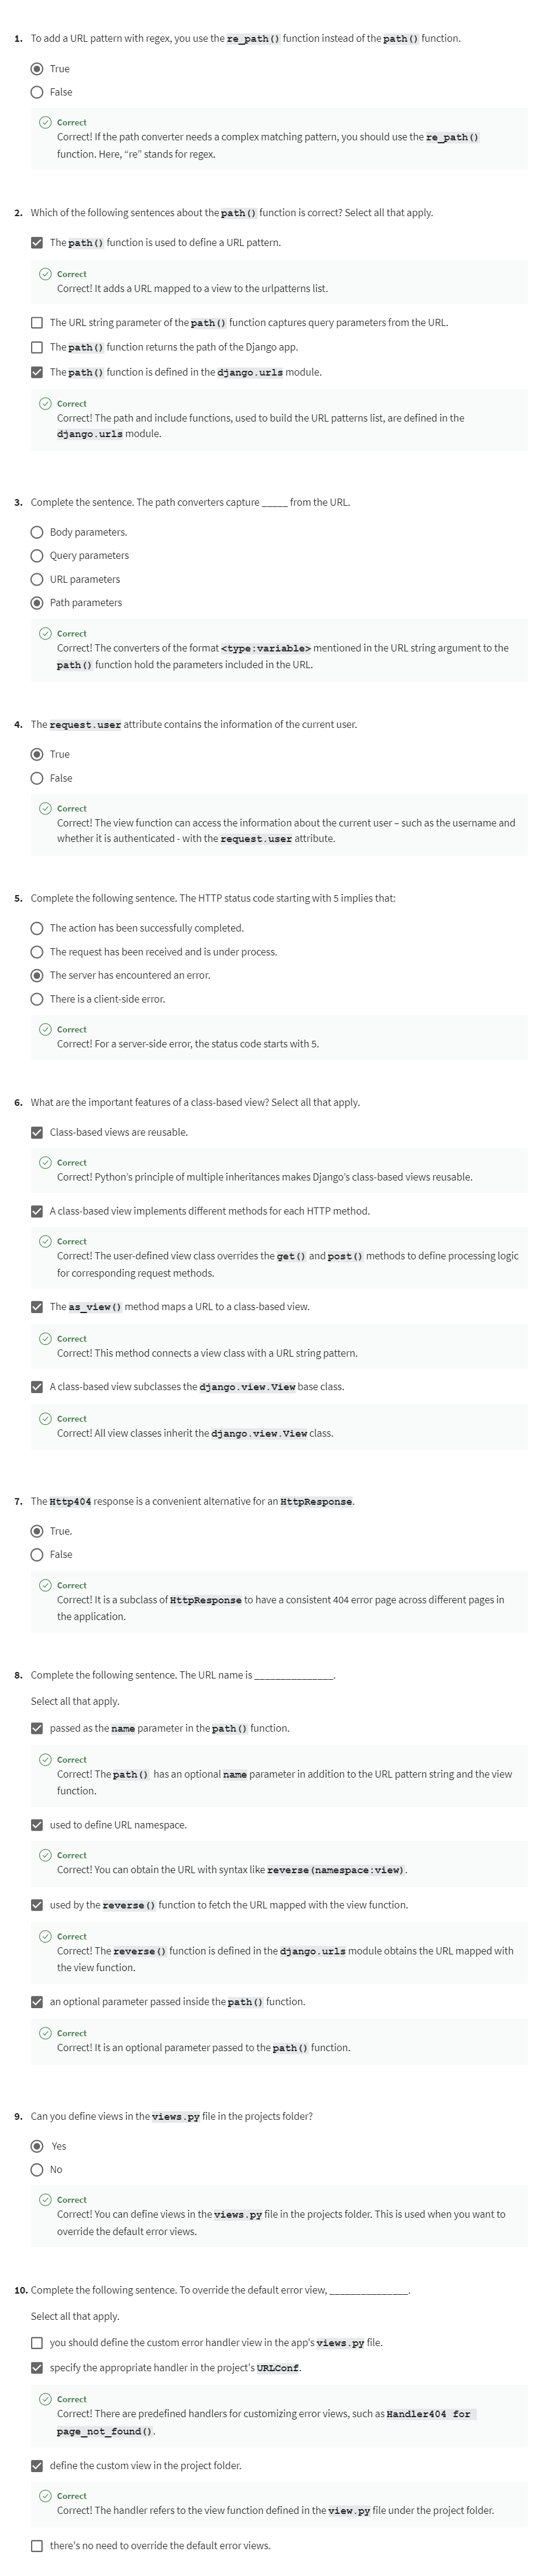 1. To add a URL pattern with regex, you use the re_path() function instead of the path() function.
True
False
Correct
Correct! If the path converter needs a complex matching pattern, you should use the re_path()
function. Here, “re” stands for regex.
2. Which of the following sentences about the path() function is correct? Select all that apply.
The path() function is used to define a URL pattern.
Correct
Correct! It adds a URL mapped to a view to the urlpatterns list.
The URL string parameter of the path() function captures query parameters from the URL.
The path() function returns the path of the Django app.
The path() function is defined in the django.urls module.
Correct
Correct! The path and include functions, used to build the URL patterns list, are defined in the
django.urls module.
3. Complete the sentence. The path converters capture _____ from the URL.
Body parameters.
Query parameters
URL parameters
Path parameters
Correct
Correct! The converters of the format <type:variable> mentioned in the URL string argument to the
path() function hold the parameters included in the URL.
4. The request.user attribute contains the information of the current user.
True
False
Correct
Correct! The view function can access the information about the current user – such as the username and
whether it is authenticated - with the request.user attribute.
5. Complete the following sentence. The HTTP status code starting with 5 implies that:
The action has been successfully completed.
The request has been received and is under process.
The server has encountered an error.
There is a client-side error.
Correct
Correct! For a server-side error, the status code starts with 5.
6. What are the important features of a class-based view? Select all that apply.
Class-based views are reusable.
Correct
Correct! Python’s principle of multiple inheritances makes Django’s class-based views reusable.
A class-based view implements different methods for each HTTP method.
Correct
Correct! The user-defined view class overrides the get() and post() methods to define processing logic
for corresponding request methods.
The as_view() method maps a URL to a class-based view.
Correct
Correct! This method connects a view class with a URL string pattern.
A class-based view subclasses the django.view.View base class.
Correct
Correct! All view classes inherit the django.view.View class.
7. The Http404 response is a convenient alternative for an HttpResponse.
True.
False
Correct
Correct! It is a subclass of HttpResponse to have a consistent 404 error page across different pages in
the application.
8. Complete the following sentence. The URL name is _______________.
Select all that apply.
passed as the name parameter in the path() function.
Correct
Correct! The path() has an optional name parameter in addition to the URL pattern string and the view
function.
used to define URL namespace.
Correct
Correct! You can obtain the URL with syntax like reverse(namespace:view).
used by the reverse() function to fetch the URL mapped with the view function.
Correct
Correct! The reverse() function is defined in the django.urls module obtains the URL mapped with
the view function.
an optional parameter passed inside the path() function.
Correct
Correct! It is an optional parameter passed to the path() function.
9. Can you define views in the views.py file in the projects folder?
Yes
No
Correct
Correct! You can define views in the views.py file in the projects folder. This is used when you want to
override the default error views.
10. Complete the following sentence. To override the default error view, _______________.
Select all that apply.
you should define the custom error handler view in the app's views.py file.
specify the appropriate handler in the project's URLConf.
Correct
Correct! There are predefined handlers for customizing error views, such as Handler404 for
page_not_found().
define the custom view in the project folder.
Correct
Correct! The handler refers to the view function defined in the view.py file under the project folder.
there's no need to override the default error views.